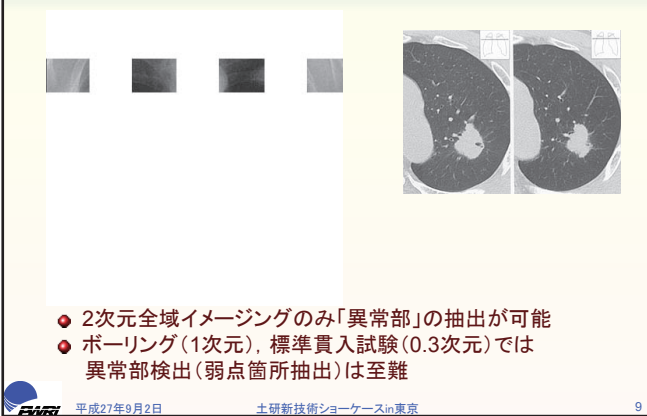 2次元全域イメージングのみ「異常部」の抽出が可能
ボーリング(1次元), 標準貫入試験(0.3次元)では
異常部検出(弱点箇所抽出)は至難
PWRI 平成27年9月2日 土研新技術ショーケースin東京 9